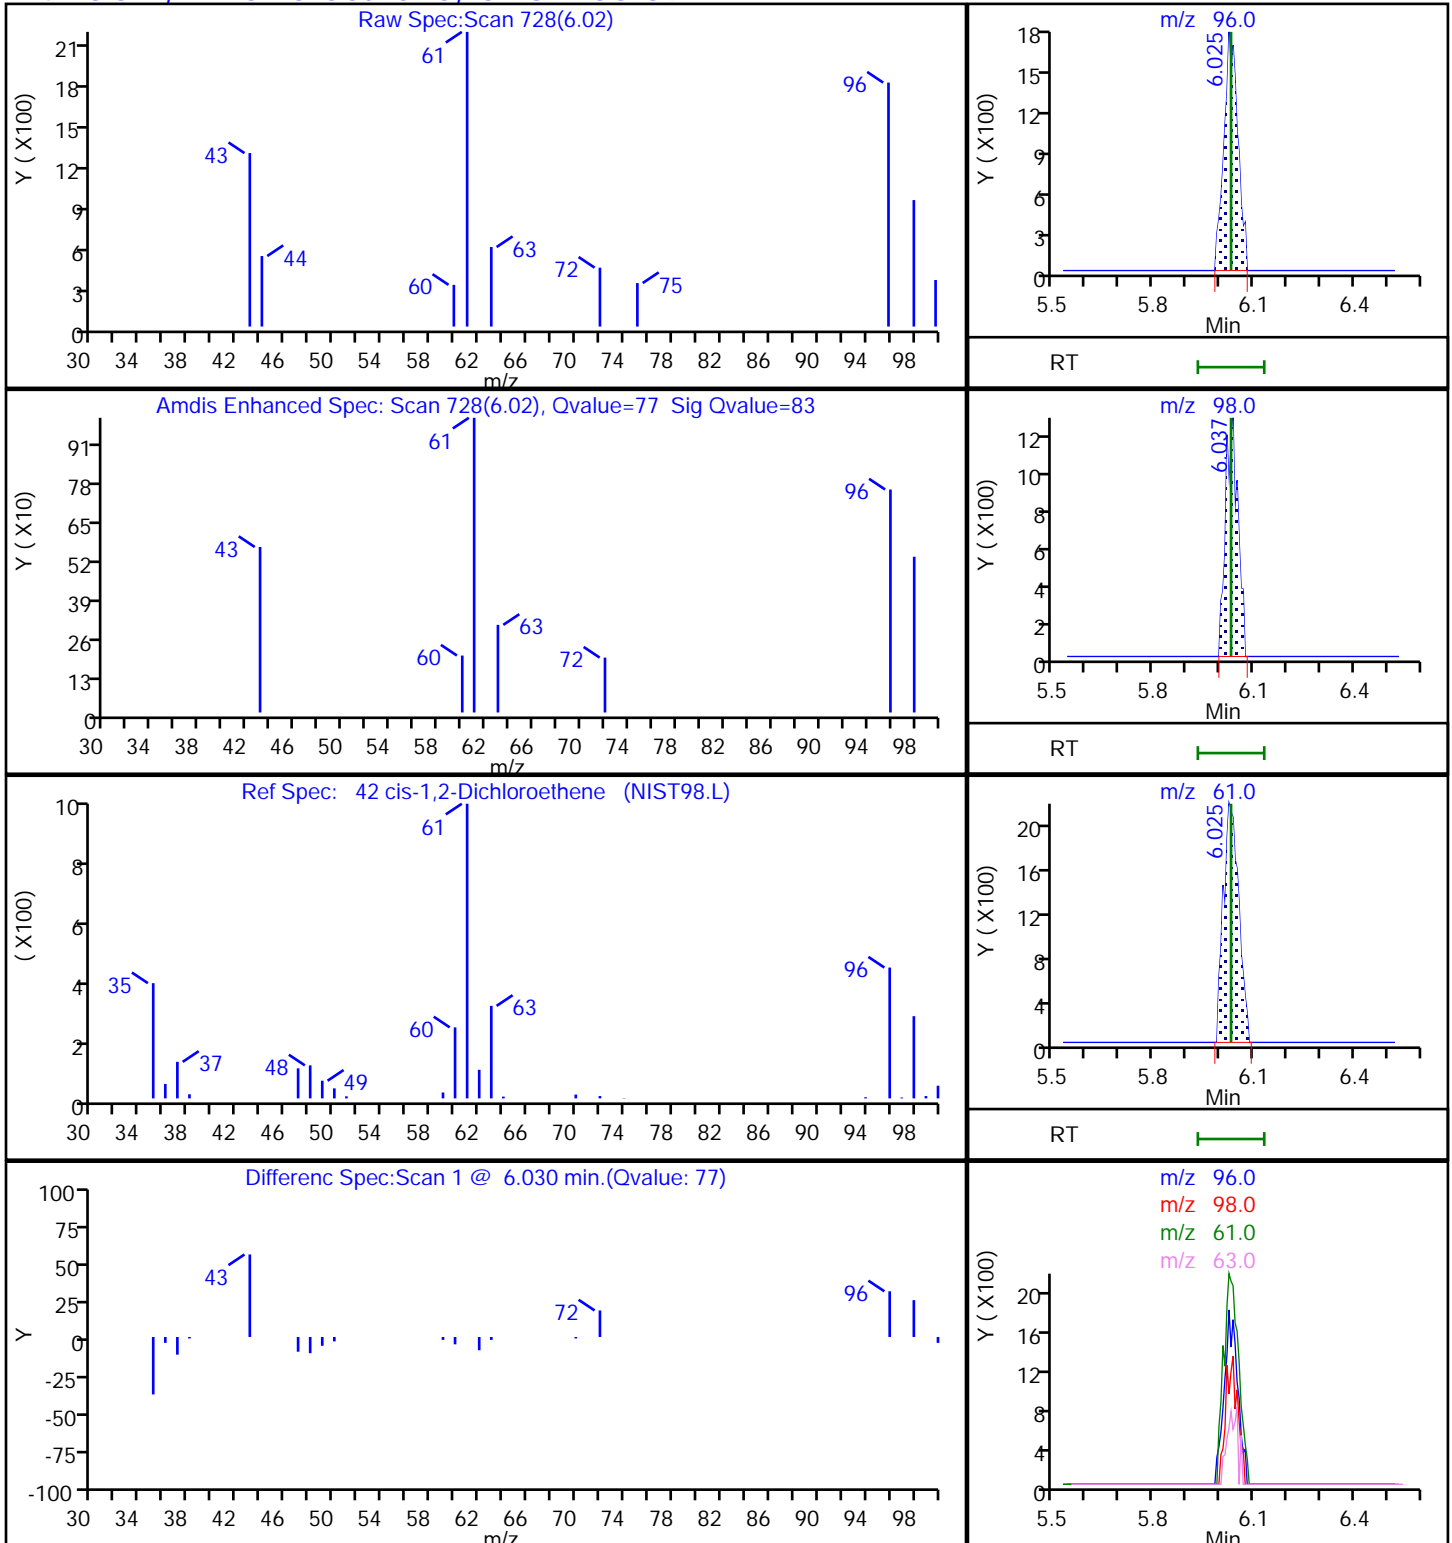 Raw Spec:Scan 728(6.02)
Y ( X100)
21
18
15
12
9
6
3
0
61
96
43
44
63
60
72
75
30 34 38 42 46 50 54 58 62 66 70 74 78 82 86 90 94 98
m/z
m/z 96.0
Y ( X100)
18
15
12
9
6
3
0
6.025
5.5 5.8 6.1 6.4
Min
RT
Amdis Enhanced Spec: Scan 728(6.02), Qvalue=77 Sig Qvalue=83
Y ( X10)
91
78
65
52
39
26
13
0
61
96
43
63
60
72
30 34 38 42 46 50 54 58 62 66 70 74 78 82 86 90 94 98
m/z
m/z 98.0
Y ( X100)
12
10
8
6
4
2
0
6.037
5.5 5.8 6.1 6.4
Min
RT
Ref Spec: 42 cis-1,2-Dichloroethene (NIST98.L)
( X100)
10
8
6
4
2
0
61
35
96
63
60
37
48
49
30 34 38 42 46 50 54 58 62 66 70 74 78 82 86 90 94 98
m/z
m/z 61.0
Y ( X100)
20
16
12
8
4
0
6.025
5.5 5.8 6.1 6.4
Min
RT
Differenc Spec:Scan 1 @ 6.030 min.(Qvalue: 77)
Y
100
75
50
25
0
-25
-50
-75
-100
43
72
96
30 34 38 42 46 50 54 58 62 66 70 74 78 82 86 90 94 98
m/z
m/z 96.0
m/z 98.0
m/z 61.0
m/z 63.0
Y ( X100)
20
16
12
8
4
0
5.5 5.8 6.1 6.4
Min